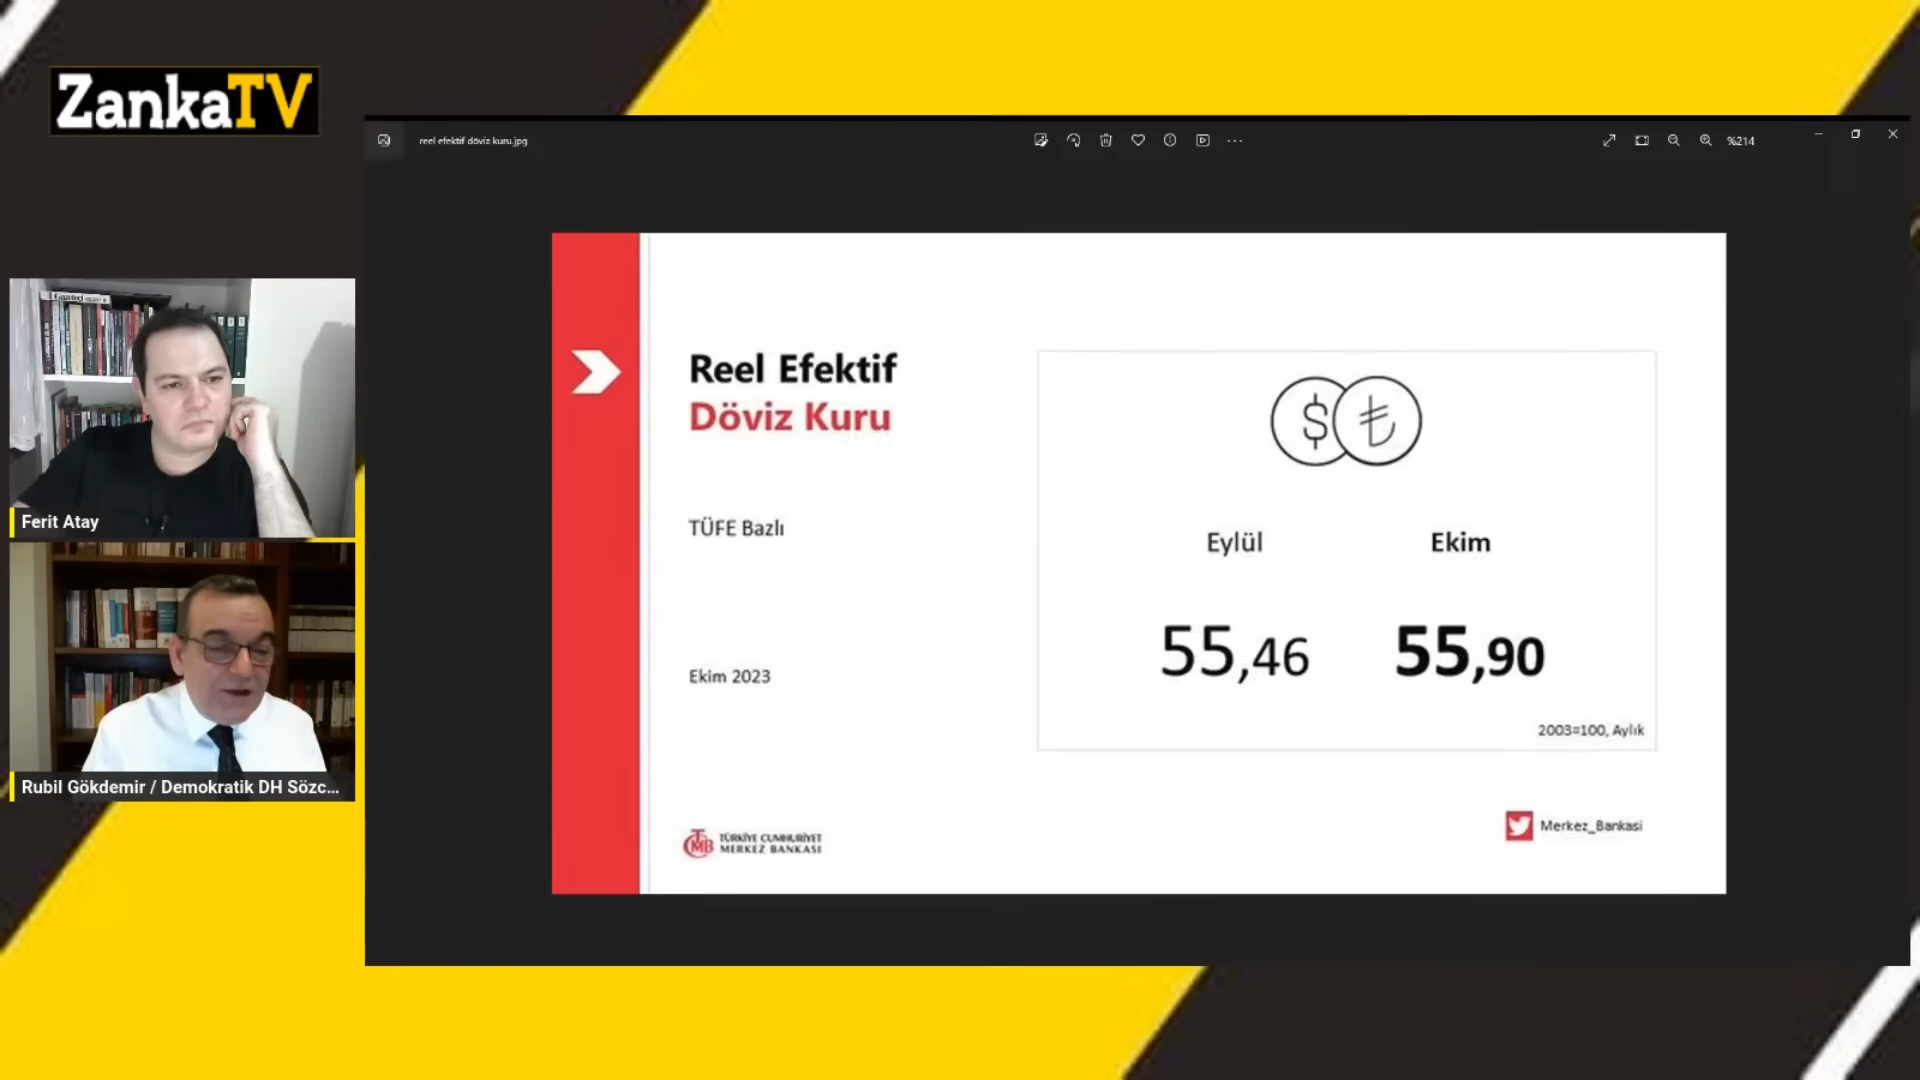 ZankaTV
reel efektif döviz kuru.jpg
%214
Ferit Atay
Rubil Gökdemir / Demokratik DH Sözc...
Reel Efektif
Döviz Kuru
TÜFE Bazlı
Ekim 2023
Eylül
Ekim
55,46
55,90
2003=100, Aylık
TÜRKİYE CUMHURİYET
MERKEZ BANKASI
Merkez_Bankasi